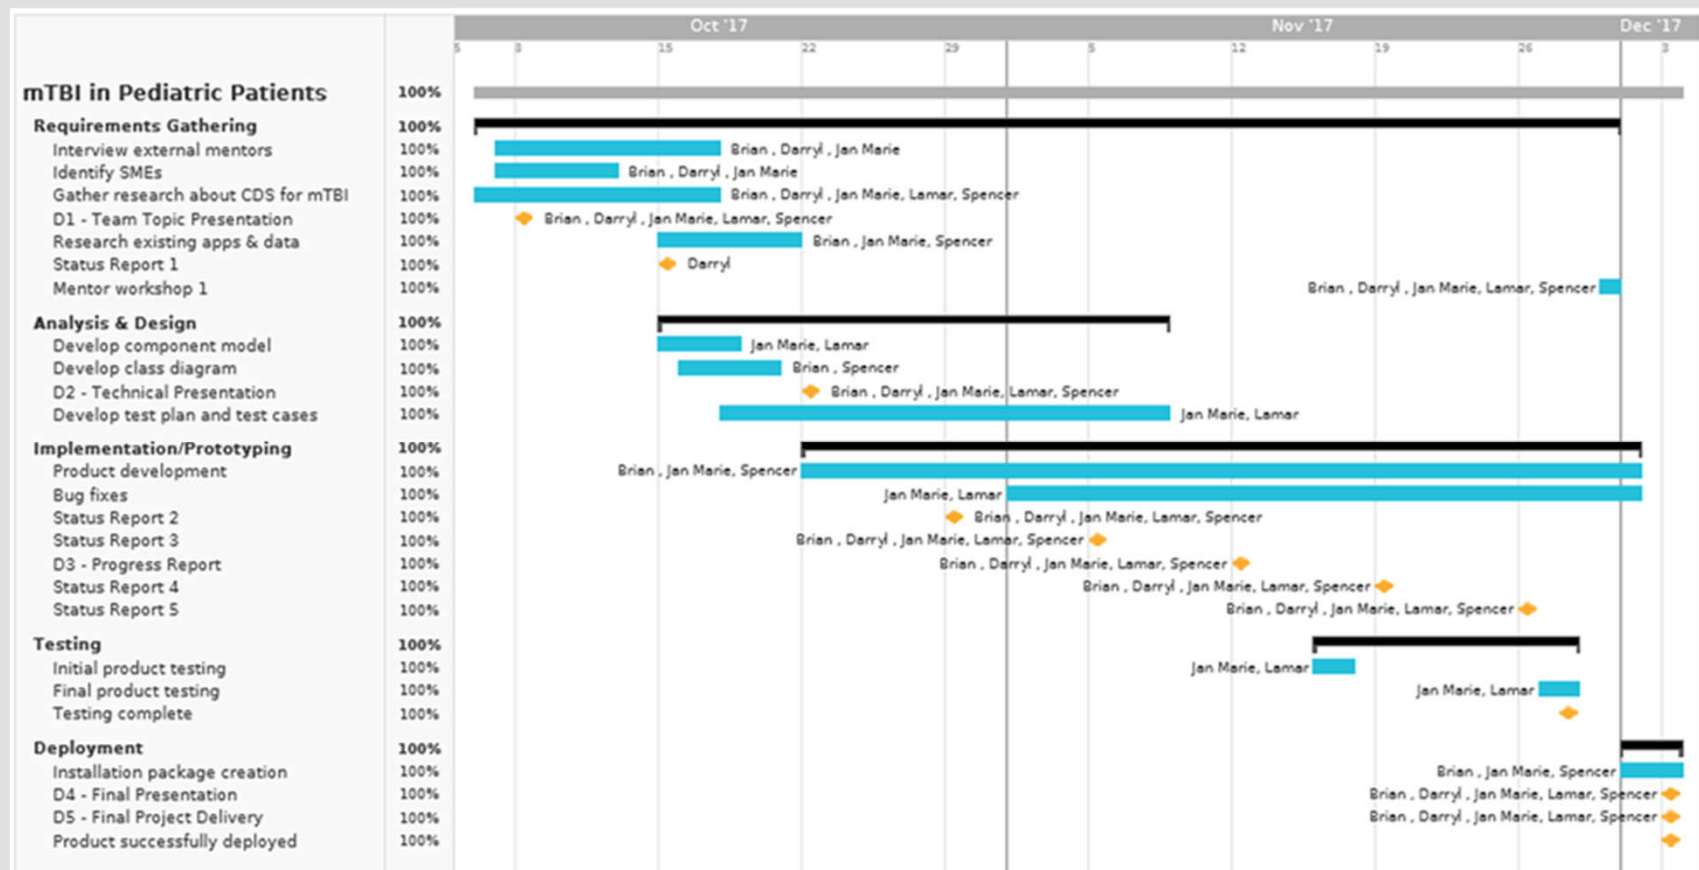 Oct '17 Nov '17 Dec '17
5 8 15 22 29 5 12 19 26 3
mTBI in Pediatric Patients 100%
Requirements Gathering 100%
Interview external mentors 100% Brian , Darryl , Jan Marie
Identify SMEs 100% Brian , Darryl , Jan Marie
Gather research about CDS for mTBI 100% Brian , Darryl , Jan Marie, Lamar, Spencer
D1 - Team Topic Presentation 100% Brian , Darryl , Jan Marie, Lamar, Spencer
Research existing apps & data 100% Brian , Jan Marie, Spencer
Status Report 1 100% Darryl
Mentor workshop 1 100% Brian , Darryl , Jan Marie, Lamar, Spencer
Analysis & Design 100%
Develop component model 100% Jan Marie, Lamar
Develop class diagram 100% Brian , Spencer
D2 - Technical Presentation 100% Brian , Darryl , Jan Marie, Lamar, Spencer
Develop test plan and test cases 100% Jan Marie, Lamar
Implementation/Prototyping 100%
Product development 100% Brian , Jan Marie, Spencer
Bug fixes 100% Jan Marie, Lamar
Status Report 2 100% Brian , Darryl , Jan Marie, Lamar, Spencer
Status Report 3 100% Brian , Darryl , Jan Marie, Lamar, Spencer
D3 - Progress Report 100% Brian , Darryl , Jan Marie, Lamar, Spencer
Status Report 4 100% Brian , Darryl , Jan Marie, Lamar, Spencer
Status Report 5 100% Brian , Darryl , Jan Marie, Lamar, Spencer
Testing 100%
Initial product testing 100% Jan Marie, Lamar
Final product testing 100% Jan Marie, Lamar
Testing complete 100%
Deployment 100%
Installation package creation 100% Brian , Jan Marie, Spencer
D4 - Final Presentation 100% Brian , Darryl , Jan Marie, Lamar, Spencer
D5 - Final Project Delivery 100% Brian , Darryl , Jan Marie, Lamar, Spencer
Product successfully deployed 100%